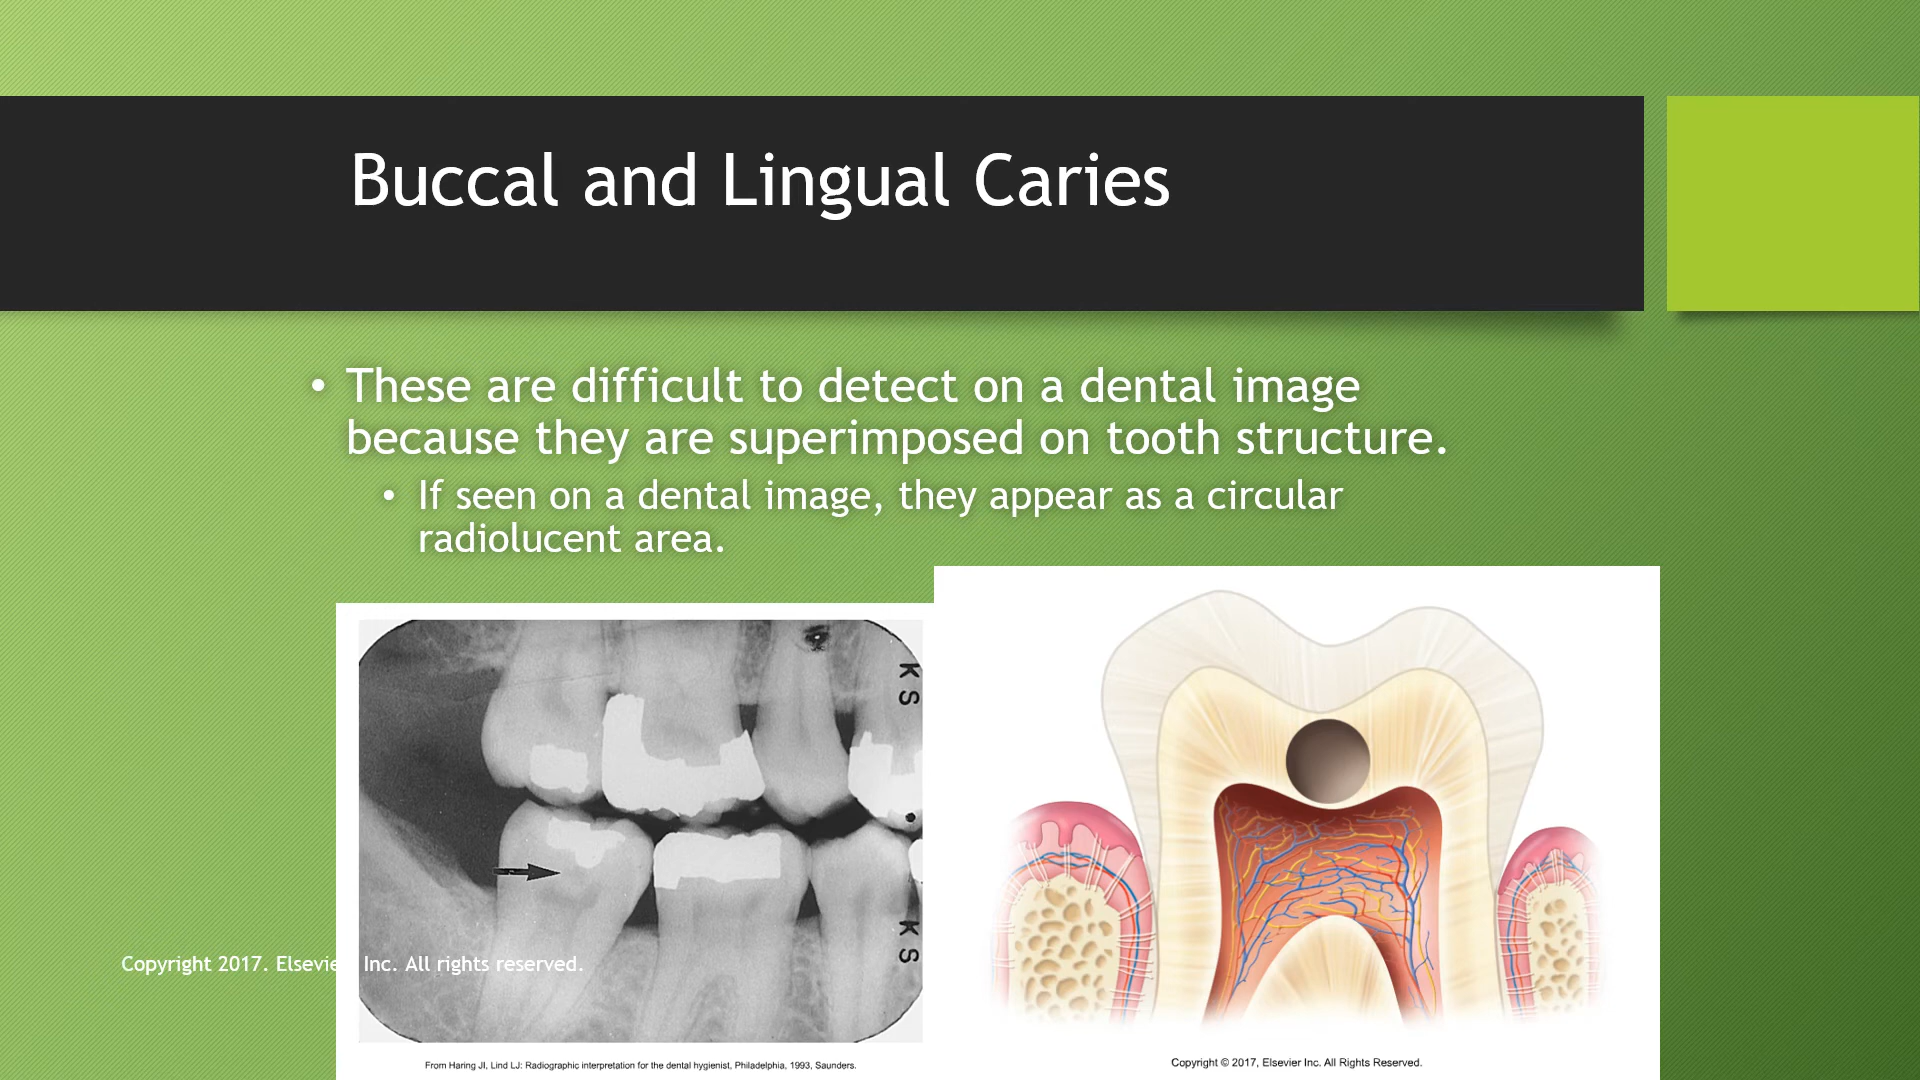 Buccal and Lingual Caries
• These are difficult to detect on a dental image
because they are superimposed on tooth structure.
• If seen on a dental image, they appear as a circular
radiolucent area.
K S
K S
Copyright 2017. Elsevie Inc. All rights reserved.
From Haring JI, Lind LJ: Radiographic interpretation for the dental hygienist, Philadelphia, 1993, Saunders.
Copyright © 2017, Elsevier Inc. All Rights Reserved.